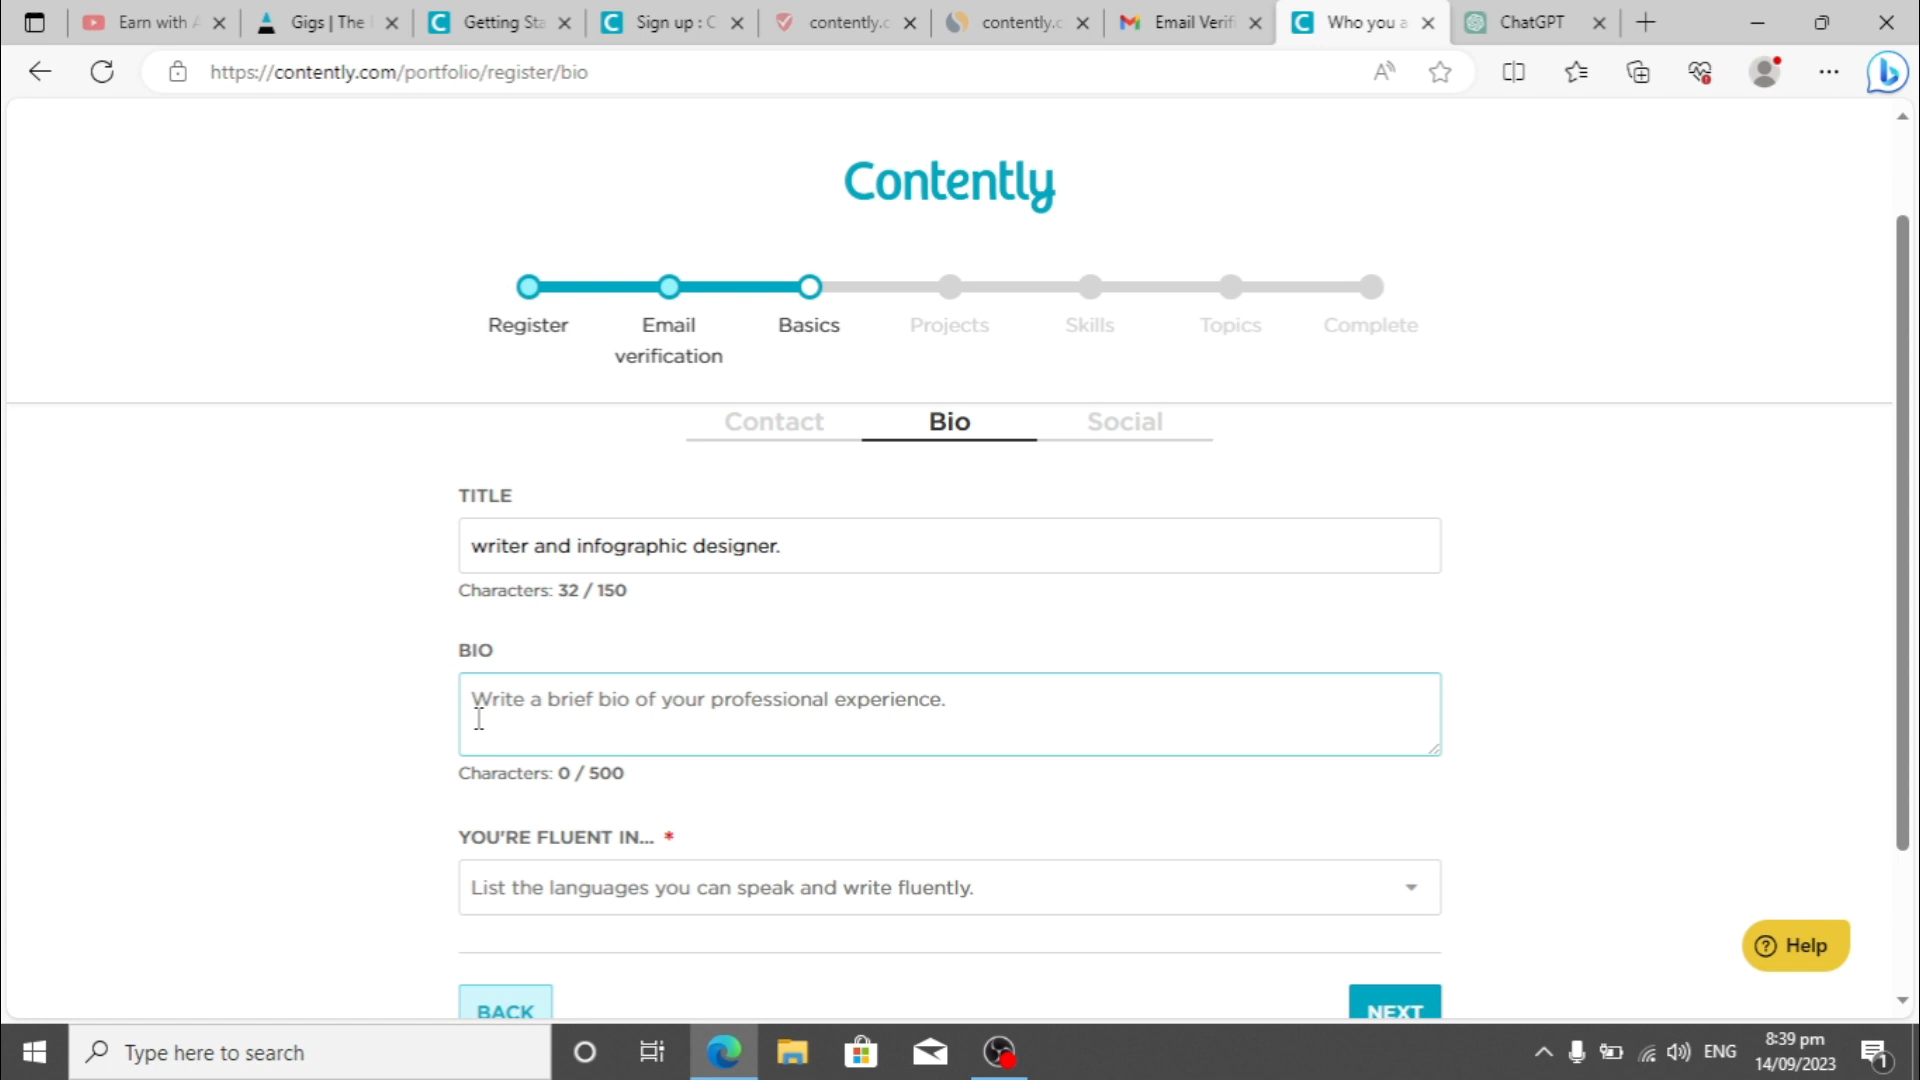 Earn with A
Gigs | The
Getting Sta
Sign up : C
contently.c
contently.c
Email Verifi
Who you a
ChatGPT
https://contently.com/portfolio/register/bio
Contently
Register
Email
verification
Basics
Projects
Skills
Topics
Complete
Contact
Bio
Social
TITLE
writer and infographic designer.
Characters: 32 / 150
BIO
Write a brief bio of your professional experience.
Characters: 0 / 500
YOU'RE FLUENT IN... *
List the languages you can speak and write fluently.
Help
BACK
NEXT
Type here to search
ENG
8:39 pm
14/09/2023
1